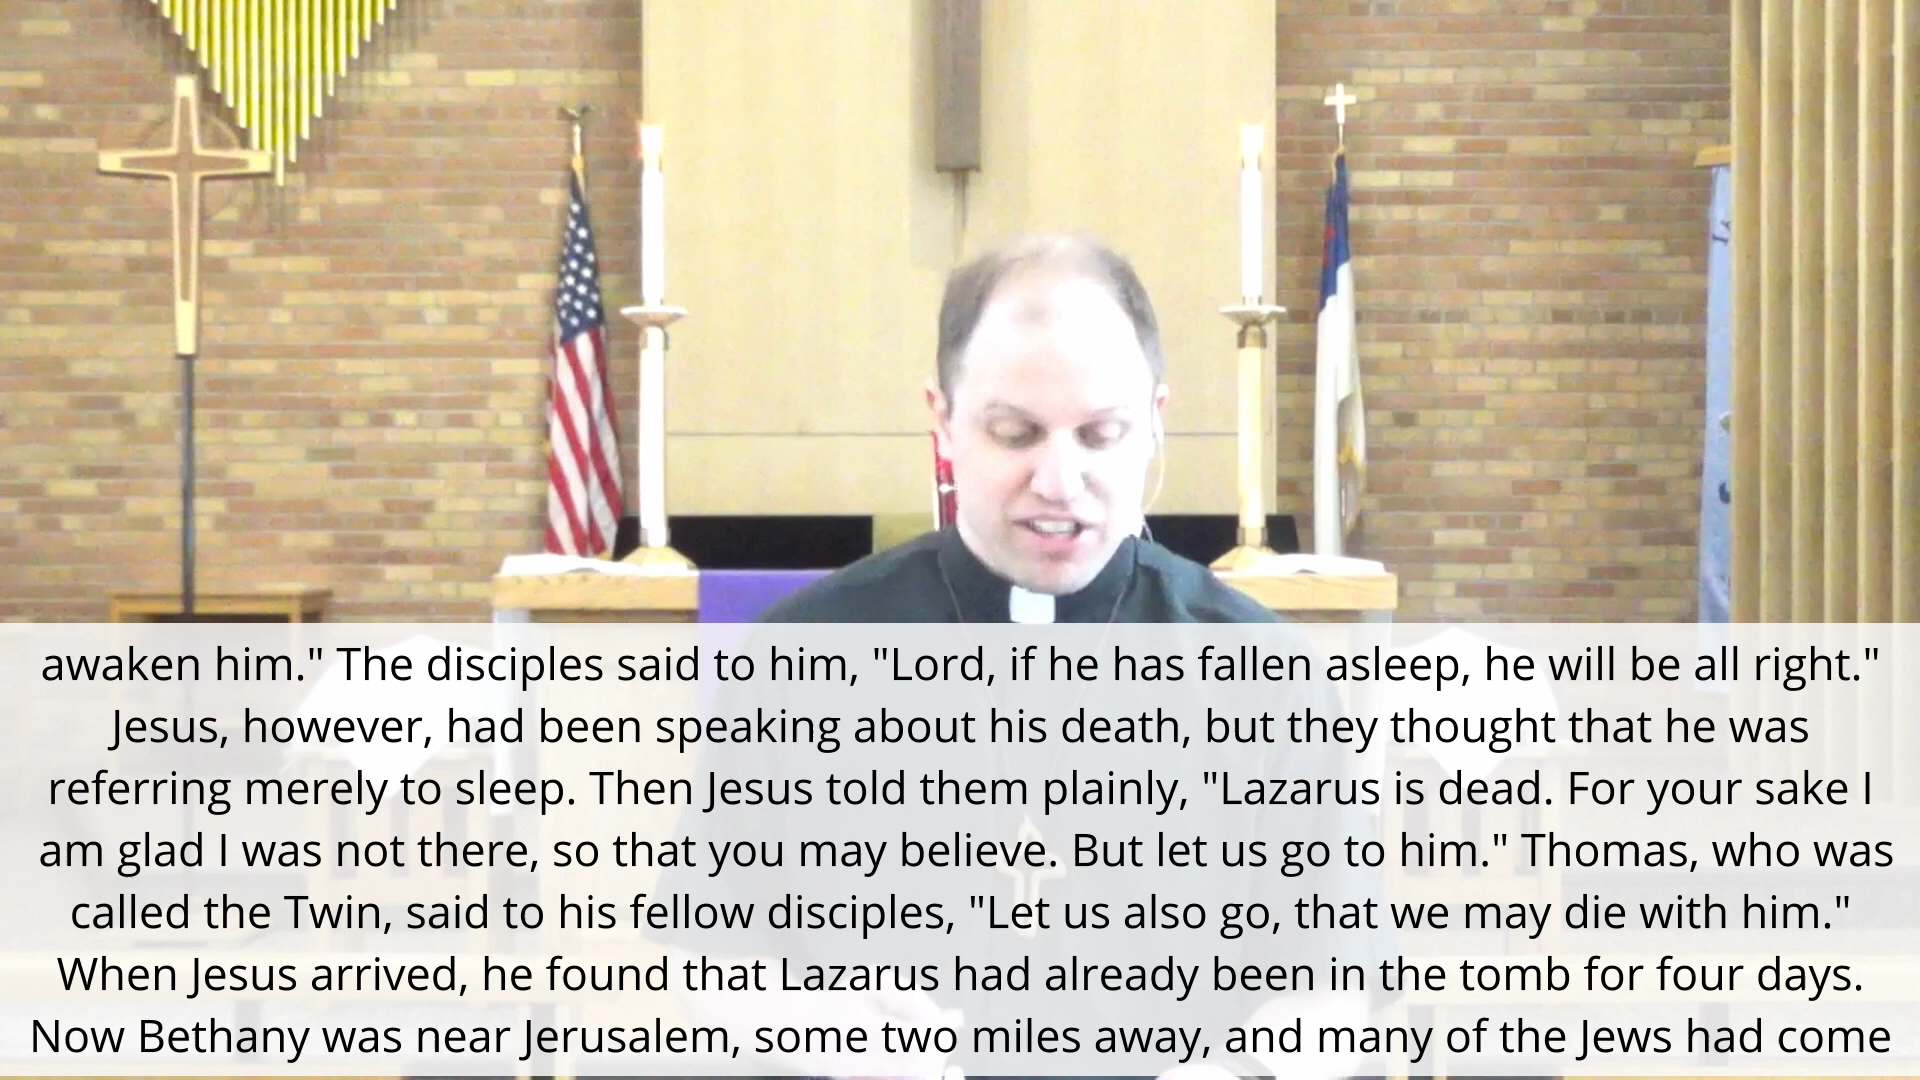 awaken him." The disciples said to him, "Lord, if he has fallen asleep, he will be all right."
Jesus, however, had been speaking about his death, but they thought that he was
referring merely to sleep. Then Jesus told them plainly, "Lazarus is dead. For your sake I
am glad I was not there, so that you may believe. But let us go to him." Thomas, who was
called the Twin, said to his fellow disciples, "Let us also go, that we may die with him."
When Jesus arrived, he found that Lazarus had already been in the tomb for four days.
Now Bethany was near Jerusalem, some two miles away, and many of the Jews had come